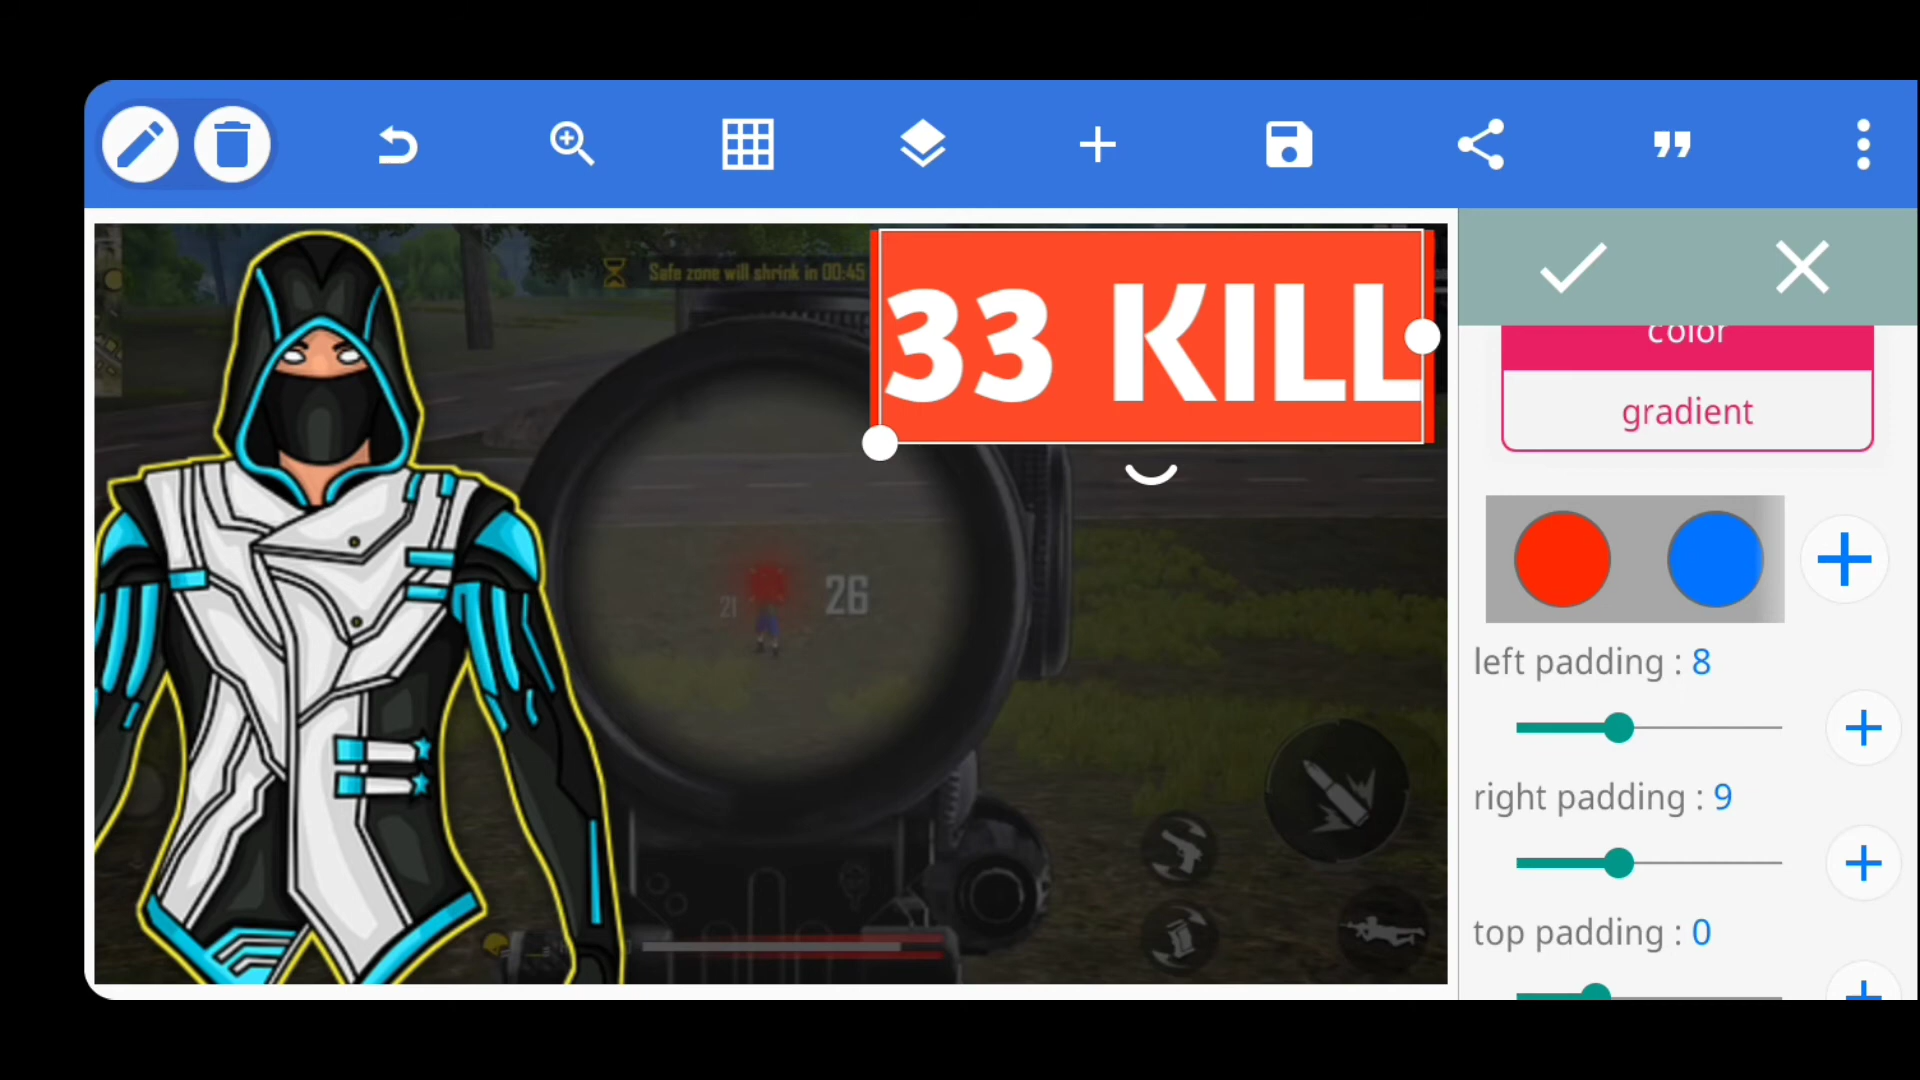 Safe zone will shrink in 00:45
33 KILL
color
gradient
21
26
left padding : 8
right padding : 9
top padding : 0